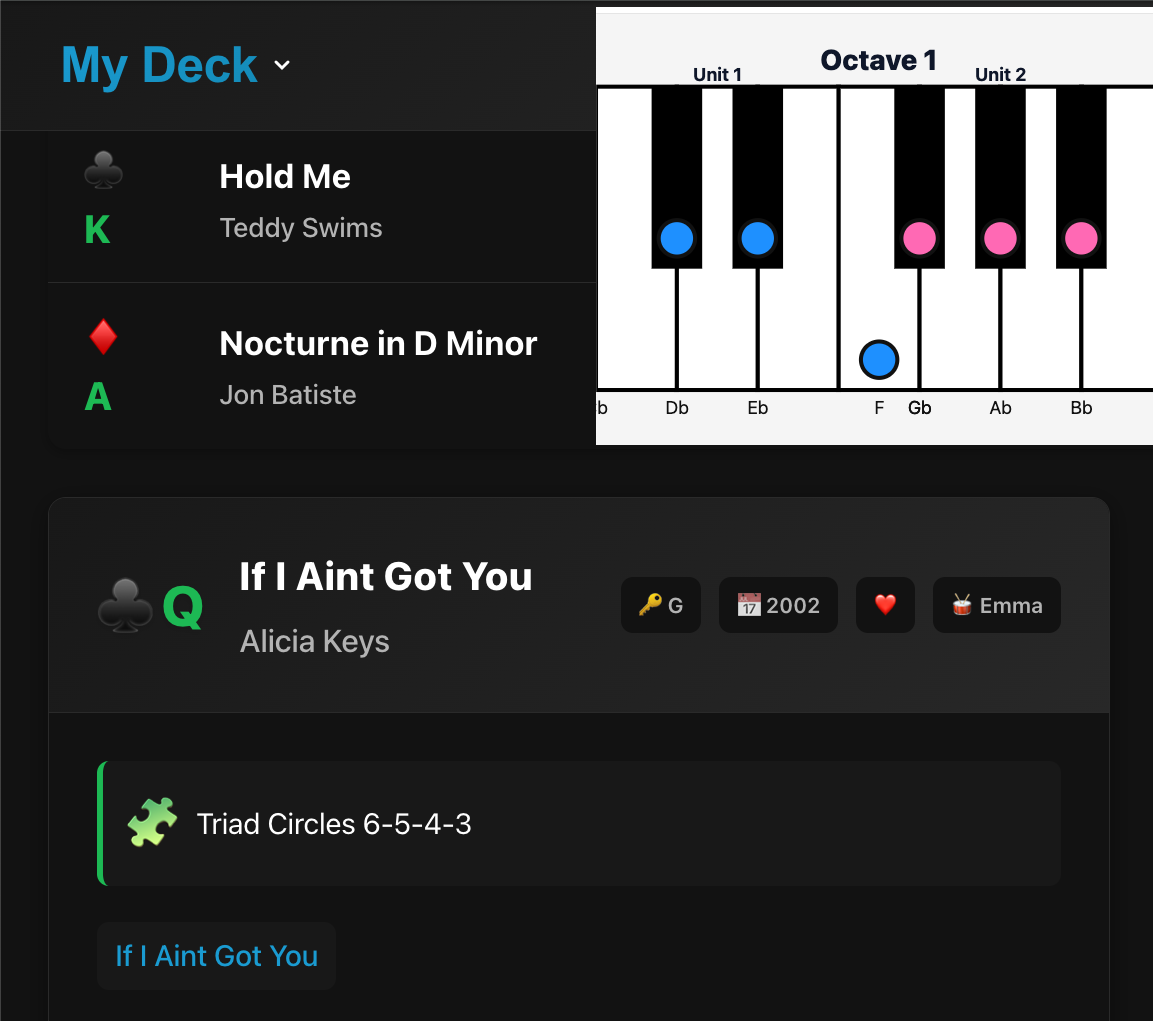 My Deck
Octave 1
Unit 1
Unit 2
Hold Me
K
Teddy Swims
Nocturne in D Minor
A
Jon Batiste
b
Db
Eb
F
Gb
Ab
Bb
Q
If I Aint Got You
Alicia Keys
G
17
2002
Emma
Triad Circles 6-5-4-3
If I Aint Got You